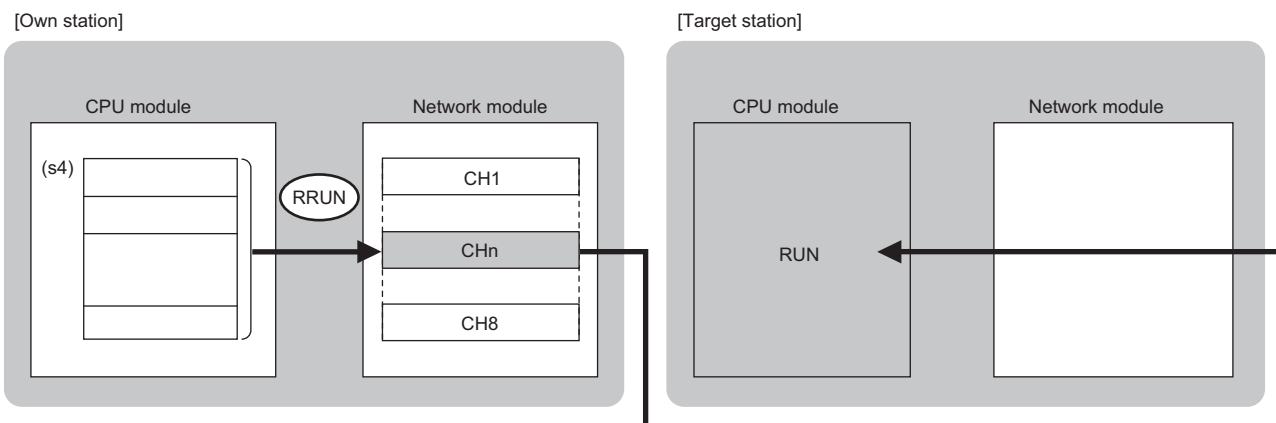 [Own station]
CPU module
Network module
(s4)
RRUN
CH1
CHn
CH8
[Target station]
CPU module
Network module
RUN